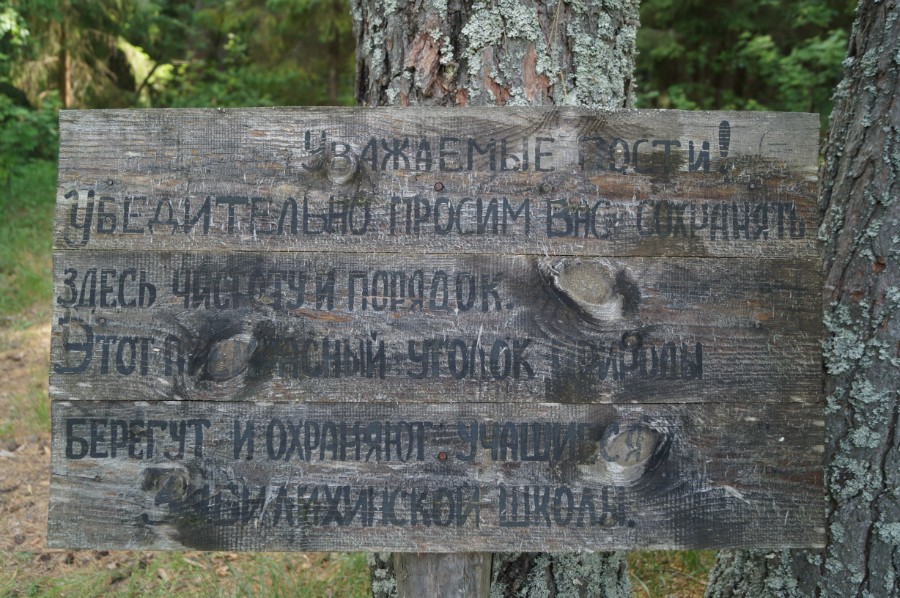 Уважаемые гости!
Убедительно просим Вас сохранять
здесь чистоту и порядок.
Этот прекрасный уголок природы
берегут и охраняют учащиеся
школы.